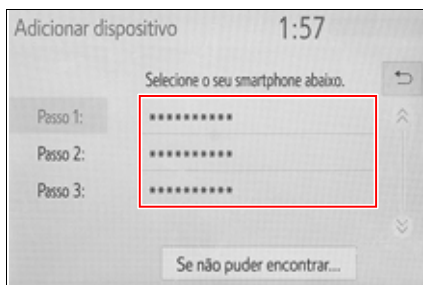 Adicionar dispositivo 1:57
Selecione o seu smartphone abaixo.
Passo 1: **********
Passo 2: **********
Passo 3: **********
Se não puder encontrar....